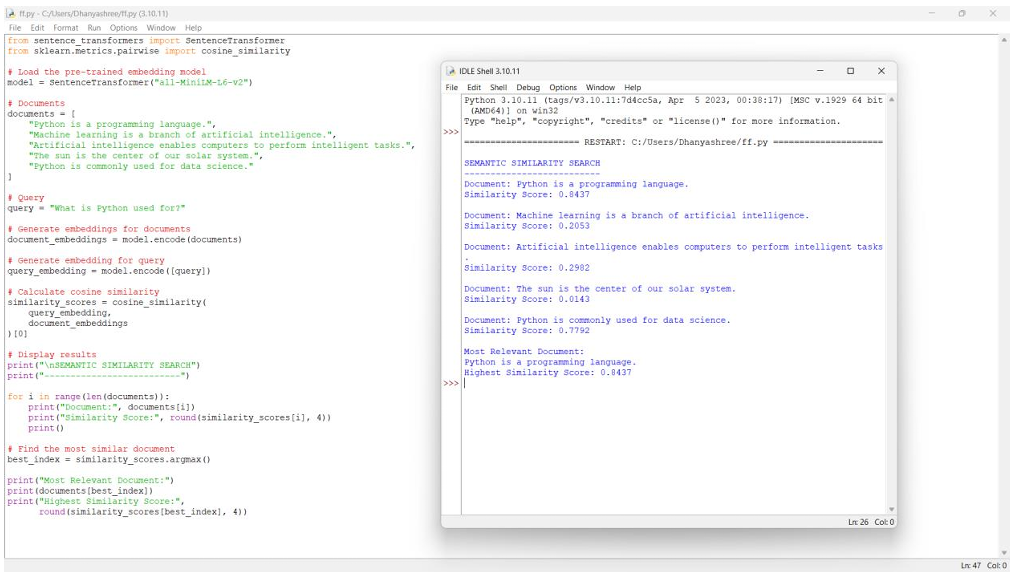 ff.py - C:/Users/Dhanyashree/ff.py (3.10.11)
File Edit Format Run Options Window Help
from sentence_transformers import SentenceTransformer
from sklearn.metrics.pairwise import cosine_similarity

# Load the pre-trained embedding model
model = SentenceTransformer("all-MiniLM-L6-v2")

# Documents
documents = [
    "Python is a programming language.",
    "Machine learning is a branch of artificial intelligence.",
    "Artificial intelligence enables computers to perform intelligent tasks.",
    "The sun is the center of our solar system.",
    "Python is commonly used for data science."
]

# Query
query = "What is Python used for?"

# Generate embeddings for documents
document_embeddings = model.encode(documents)

# Generate embedding for query
query_embedding = model.encode([query])

# Calculate cosine similarity
similarity_scores = cosine_similarity(
    query_embedding,
    document_embeddings
)[0]

# Display results
print("\nSEMANTIC SIMILARITY SEARCH")
print("--------------------------")

for i in range(len(documents)):
    print("Document:", documents[i])
    print("Similarity Score:", round(similarity_scores[i], 4))
    print()

# Find the most similar document
best_index = similarity_scores.argmax()

print("Most Relevant Document:")
print(documents[best_index])
print("Highest Similarity Score:",
      round(similarity_scores[best_index], 4))
Ln: 47 Col: 0
IDLE Shell 3.10.11
File Edit Shell Debug Options Window Help
Python 3.10.11 (tags/v3.10.11:7d4cc5a, Apr  5 2023, 00:38:17) [MSC v.1929 64 bit
 (AMD64)] on win32
Type "help", "copyright", "credits" or "license()" for more information.
>>>
====================== RESTART: C:/Users/Dhanyashree/ff.py =====================

SEMANTIC SIMILARITY SEARCH
--------------------------
Document: Python is a programming language.
Similarity Score: 0.8437

Document: Machine learning is a branch of artificial intelligence.
Similarity Score: 0.2053

Document: Artificial intelligence enables computers to perform intelligent tasks
.
Similarity Score: 0.2982

Document: The sun is the center of our solar system.
Similarity Score: 0.0143

Document: Python is commonly used for data science.
Similarity Score: 0.7792

Most Relevant Document:
Python is a programming language.
Highest Similarity Score: 0.8437
>>>
Ln: 26 Col: 0